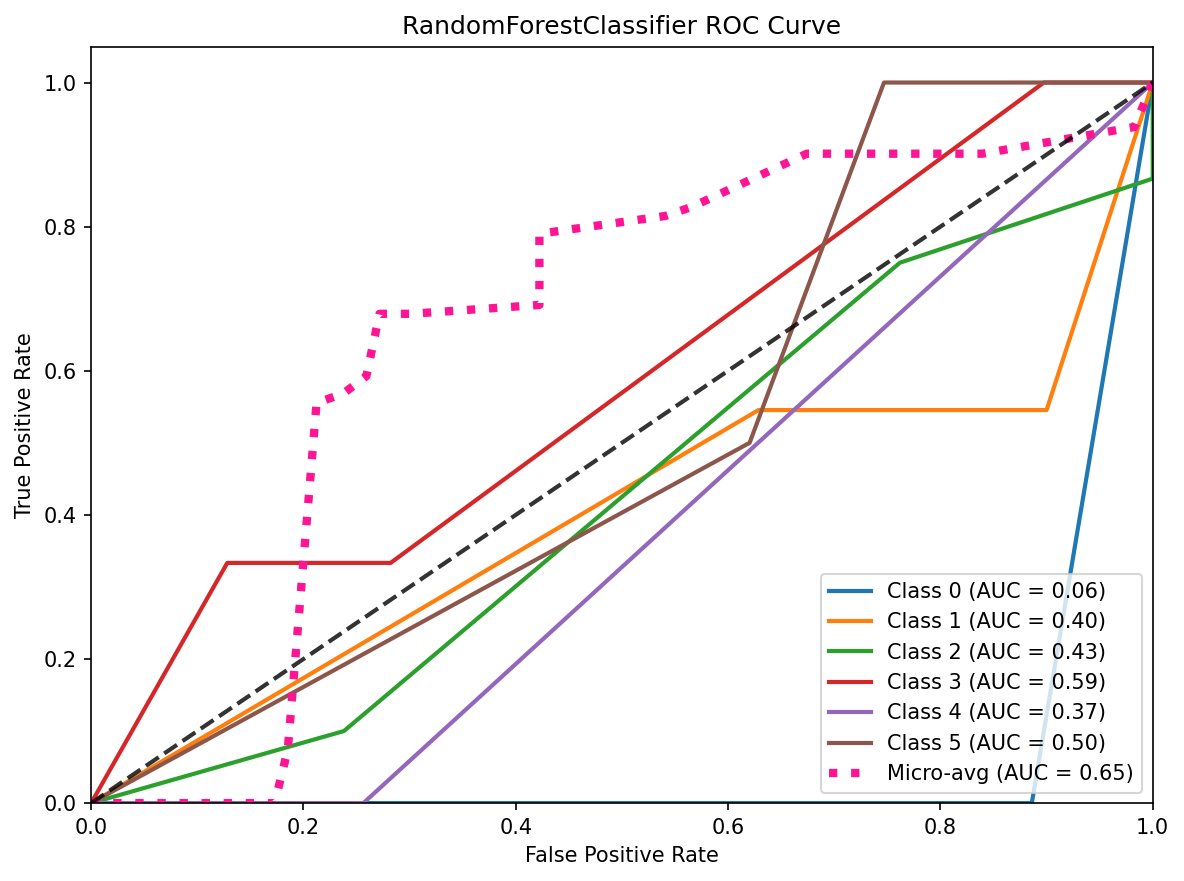 RandomForestClassifier ROC Curve
1.0
0.8
0.6
0.4
0.2
0.0
True Positive Rate
0.0 0.2 0.4 0.6 0.8 1.0
False Positive Rate
Class 0 (AUC = 0.06)
Class 1 (AUC = 0.40)
Class 2 (AUC = 0.43)
Class 3 (AUC = 0.59)
Class 4 (AUC = 0.37)
Class 5 (AUC = 0.50)
Micro-avg (AUC = 0.65)